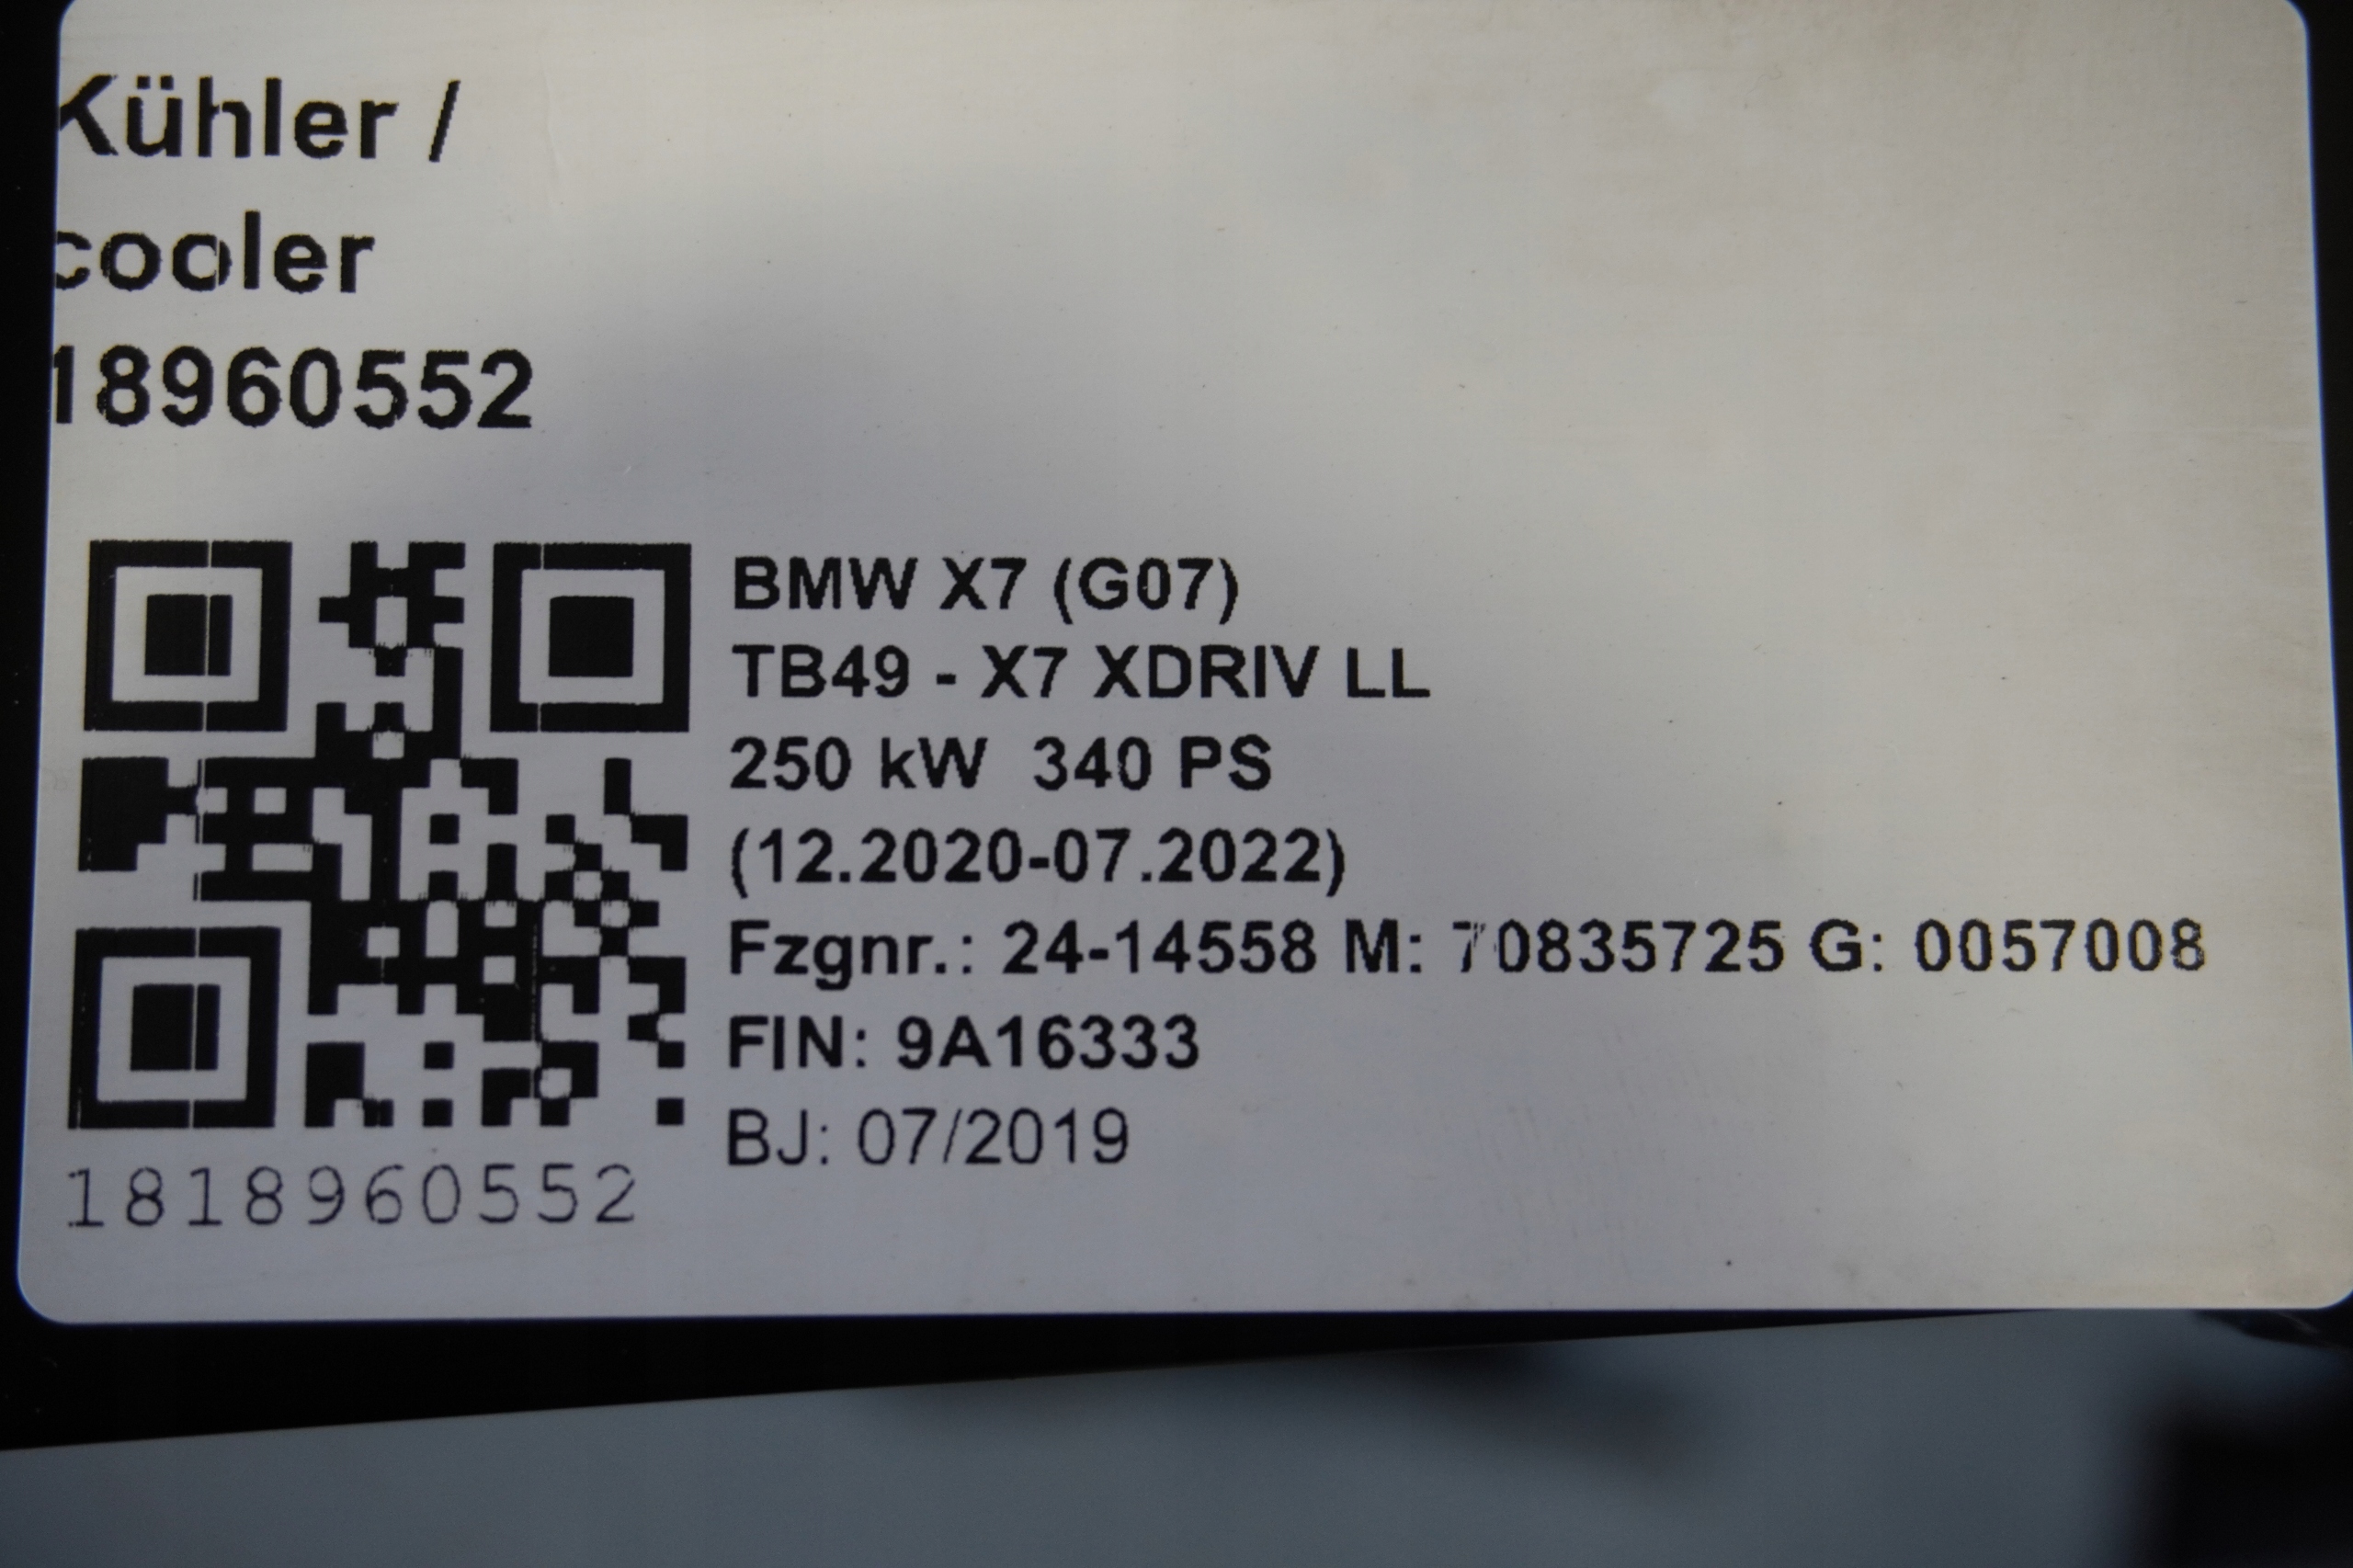 Kühler /
cooler
18960552
BMW X7 (G07)
TB49 - X7 XDRIV LL
250 kW 340 PS
(12.2020-07.2022)
Fzgnr.: 24-14558 M: 70835725 G: 0057008
FIN: 9A16333
BJ: 07/2019
1818960552